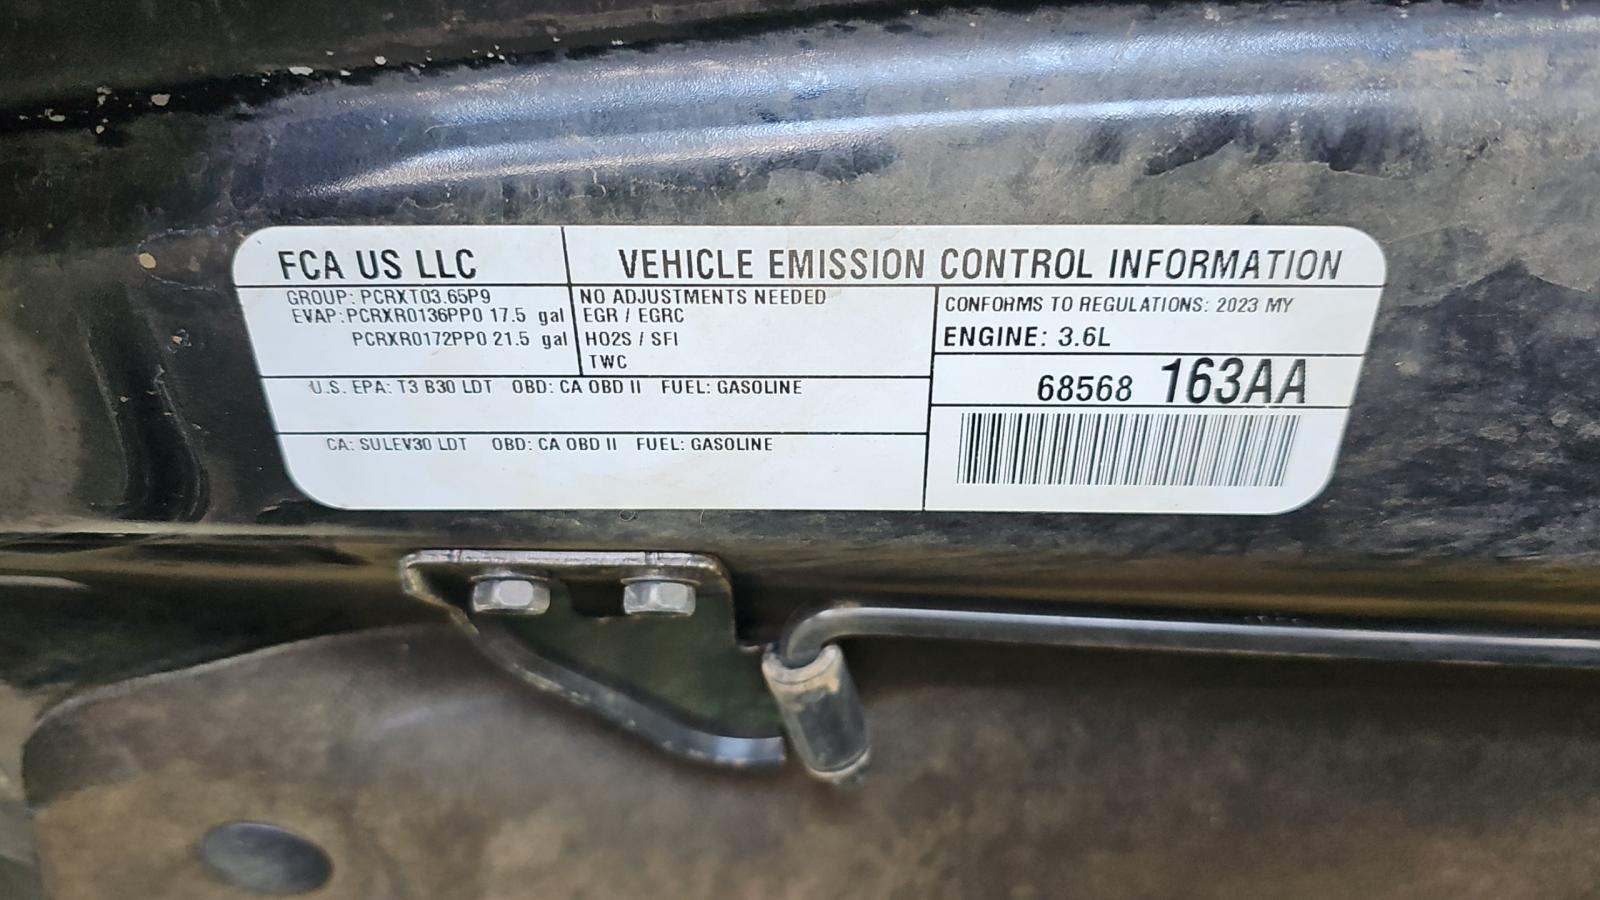 FCA US LLC
VEHICLE EMISSION CONTROL INFORMATION
GROUP: PCRXT03.65P9
EVAP: PCRXR0136PP0 17.5 gal
PCRXR0172PP0 21.5 gal
NO ADJUSTMENTS NEEDED
EGR / EGRC
HO2S / SFI
TWC
CONFORMS TO REGULATIONS: 2023 MY
ENGINE: 3.6L
68568 163AA
U.S. EPA: T3 B30 LDT OBD: CA OBD II FUEL: GASOLINE
CA: SULEV30 LDT OBD: CA OBD II FUEL: GASOLINE